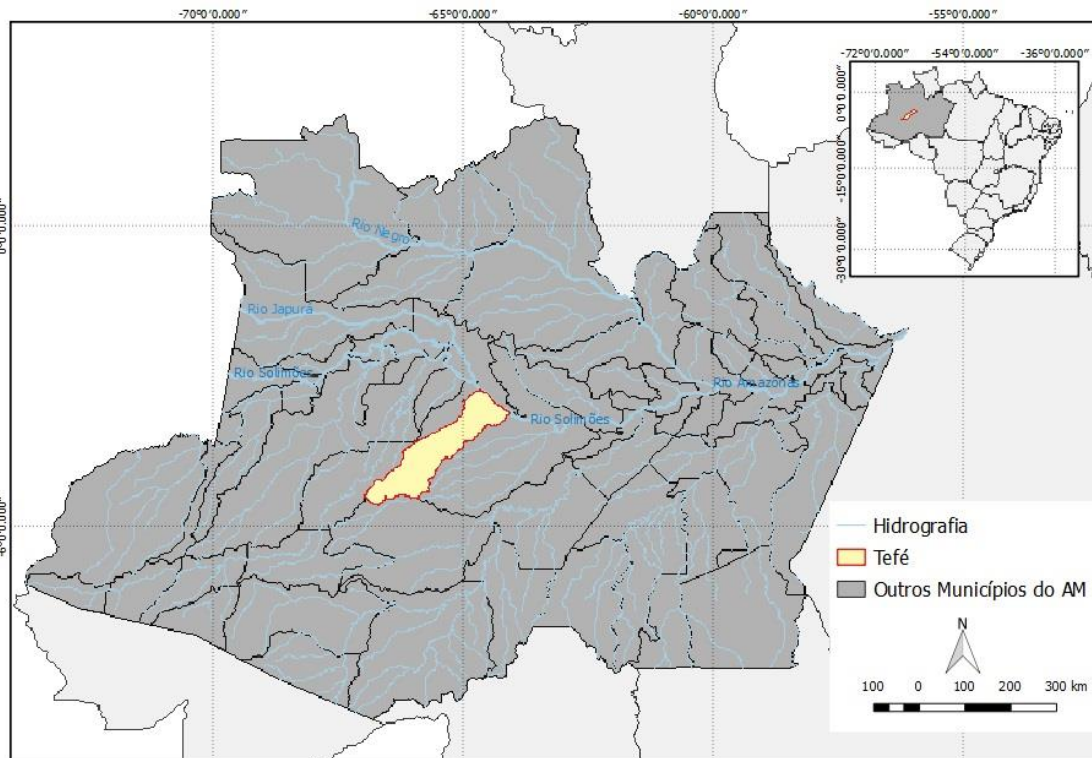 -70°0'0.000"
-65°0'0.000"
-60°0'0.000"
-55°0'0.000"
-72°0'0.000"
-54°0'0.000"
-36°0'0.000"
0°0'0.000"
-15°0'0.000"
-30°0'0.000"
Rio Negro
Rio Japurá
Rio Solimões
Rio Amazonas
Rio Solimões
Hidrografia
Tefé
Outros Municípios do AM
N
100 0 100 200 300 km